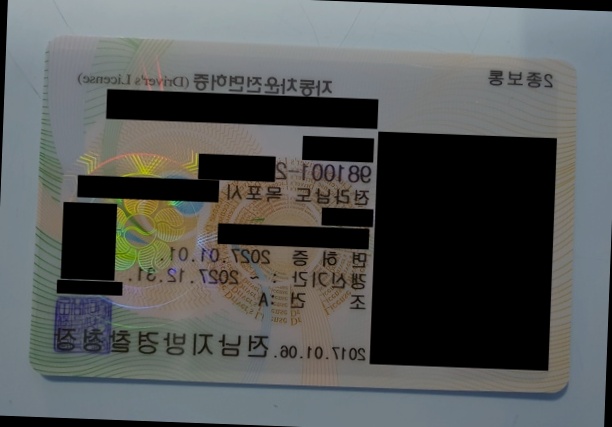 2종보통
자동차운전면허증 (Driver's License)
981001-2
전라남도 목포시
면 허 증 2027.01.01.
갱신기간 : ~ 2027.12.31.
조 건 : A
2017.01.06. 전남지방경찰청장